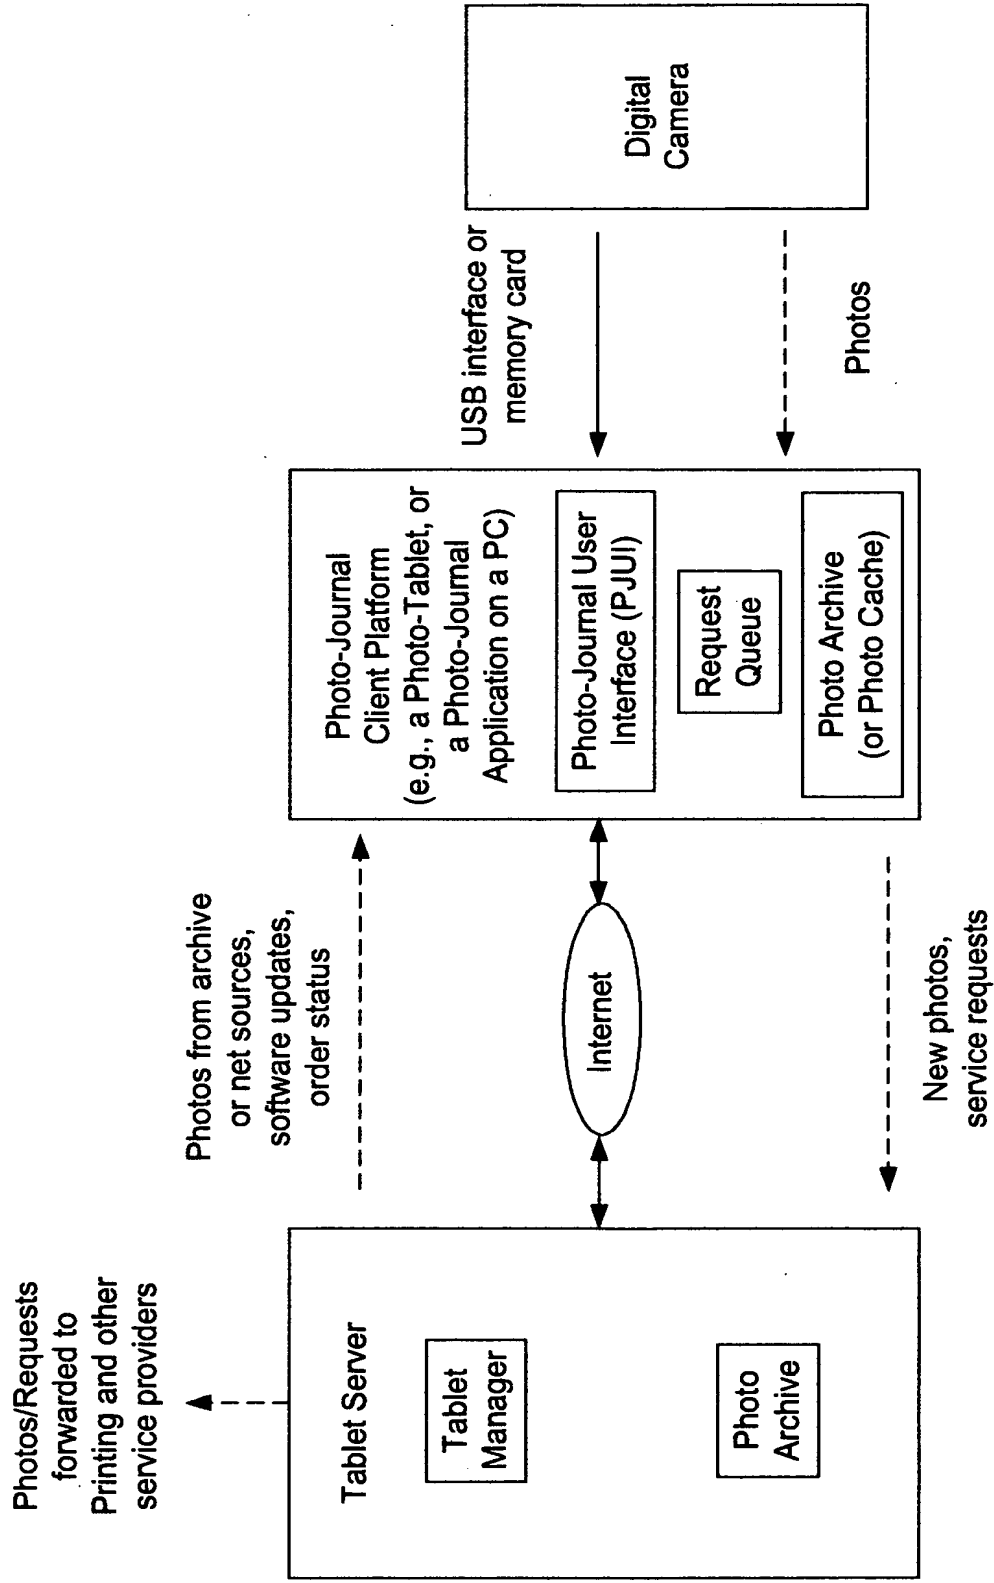 Photos/Requests
forwarded to
Printing and other
service providers
Tablet Server
Tablet
Manager
Photo
Archive
Photos from archive
or net sources,
software updates,
order status
Internet
New photos,
service requests
Photo-Journal
Client Platform
(e.g., a Photo-Tablet, or
a Photo-Journal
Application on a PC)
Photo-Journal User
Interface (PJUI)
Request
Queue
Photo Archive
(or Photo Cache)
USB interface or
memory card
Photos
Digital
Camera